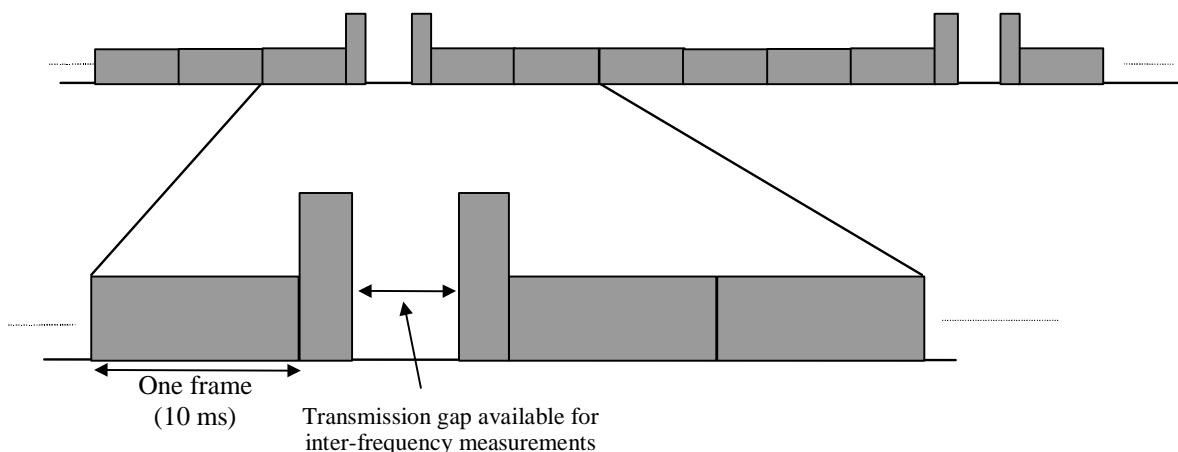 One frame
(10 ms)
Transmission gap available for
inter-frequency measurements